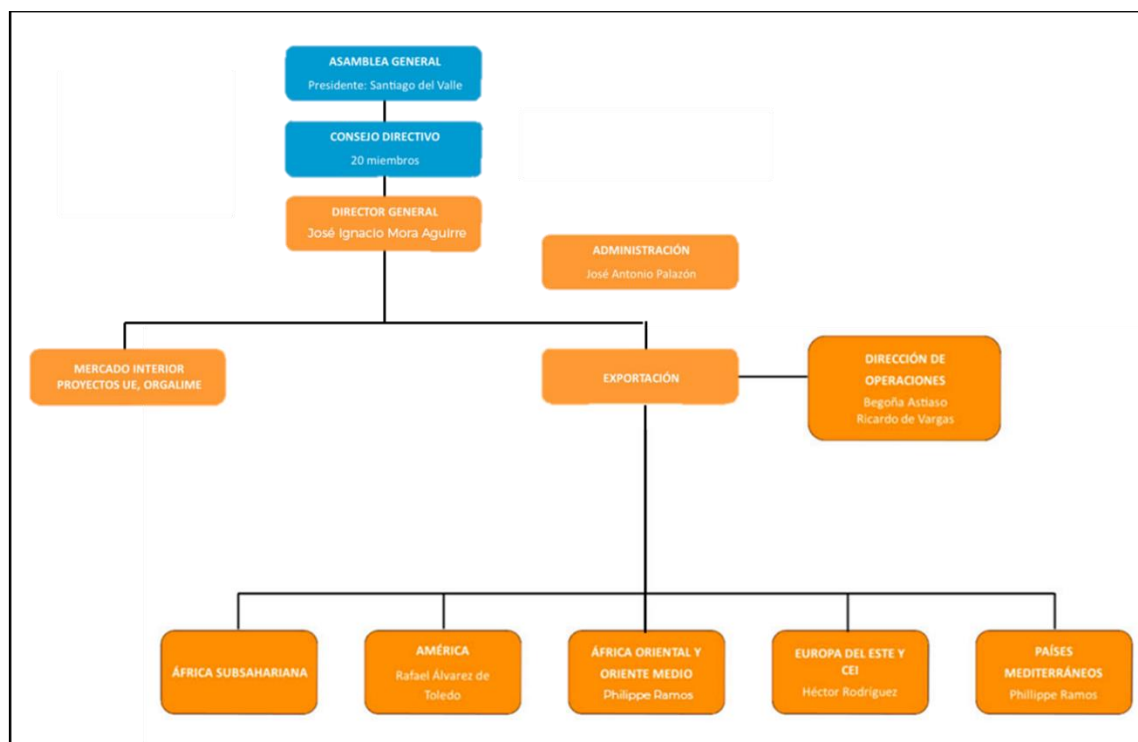 ASAMBLEA GENERAL
Presidente: Santiago del Valle
CONSEJO DIRECTIVO
20 miembros
DIRECTOR GENERAL
José Ignacio Mora Aguirre
ADMINISTRACIÓN
José Antonio Palazón
MERCADO INTERIOR
PROYECTOS UE, ORGALIME
EXPORTACIÓN
DIRECCIÓN DE
OPERACIONES
Begoña Astiaso
Ricardo de Vargas
ÁFRICA SUBSAHARIANA
AMÉRICA
Rafael Álvarez de
Toledo
ÁFRICA ORIENTAL Y
ORIENTE MEDIO
Philippe Ramos
EUROPA DEL ESTE Y
CEI
Héctor Rodríguez
PAÍSES
MEDITERRÁNEOS
Phillippe Ramos